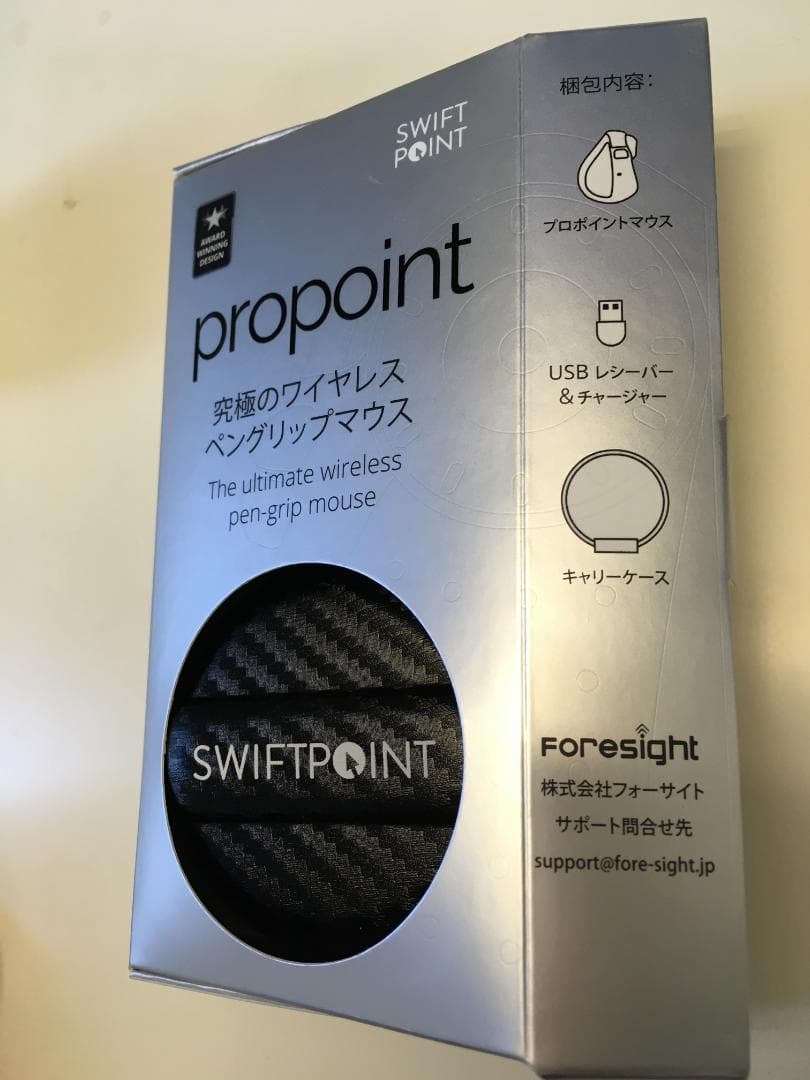 SWIFT
POINT
AWARD
WINNING
DESIGN
propoint
究極のワイヤレス
ペングリップマウス
The ultimate wireless
pen-grip mouse
SWIFTPOINT
梱包内容:
プロポイントマウス
USB レシーバー
& チャージャー
キャリーケース
Foresight
株式会社フォーサイト
サポート問合せ先
support@fore-sight.jp